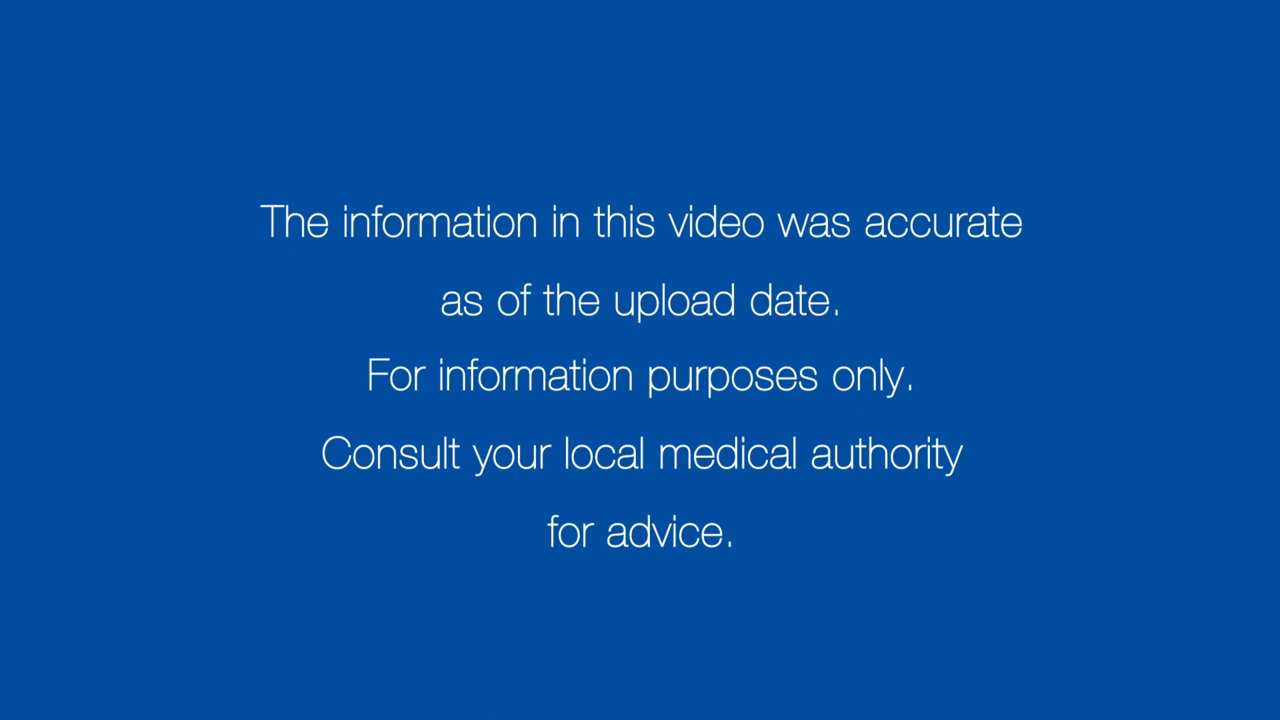 The information in this video was accurate
as of the upload date.
For information purposes only.
Consult your local medical authority
for advice.